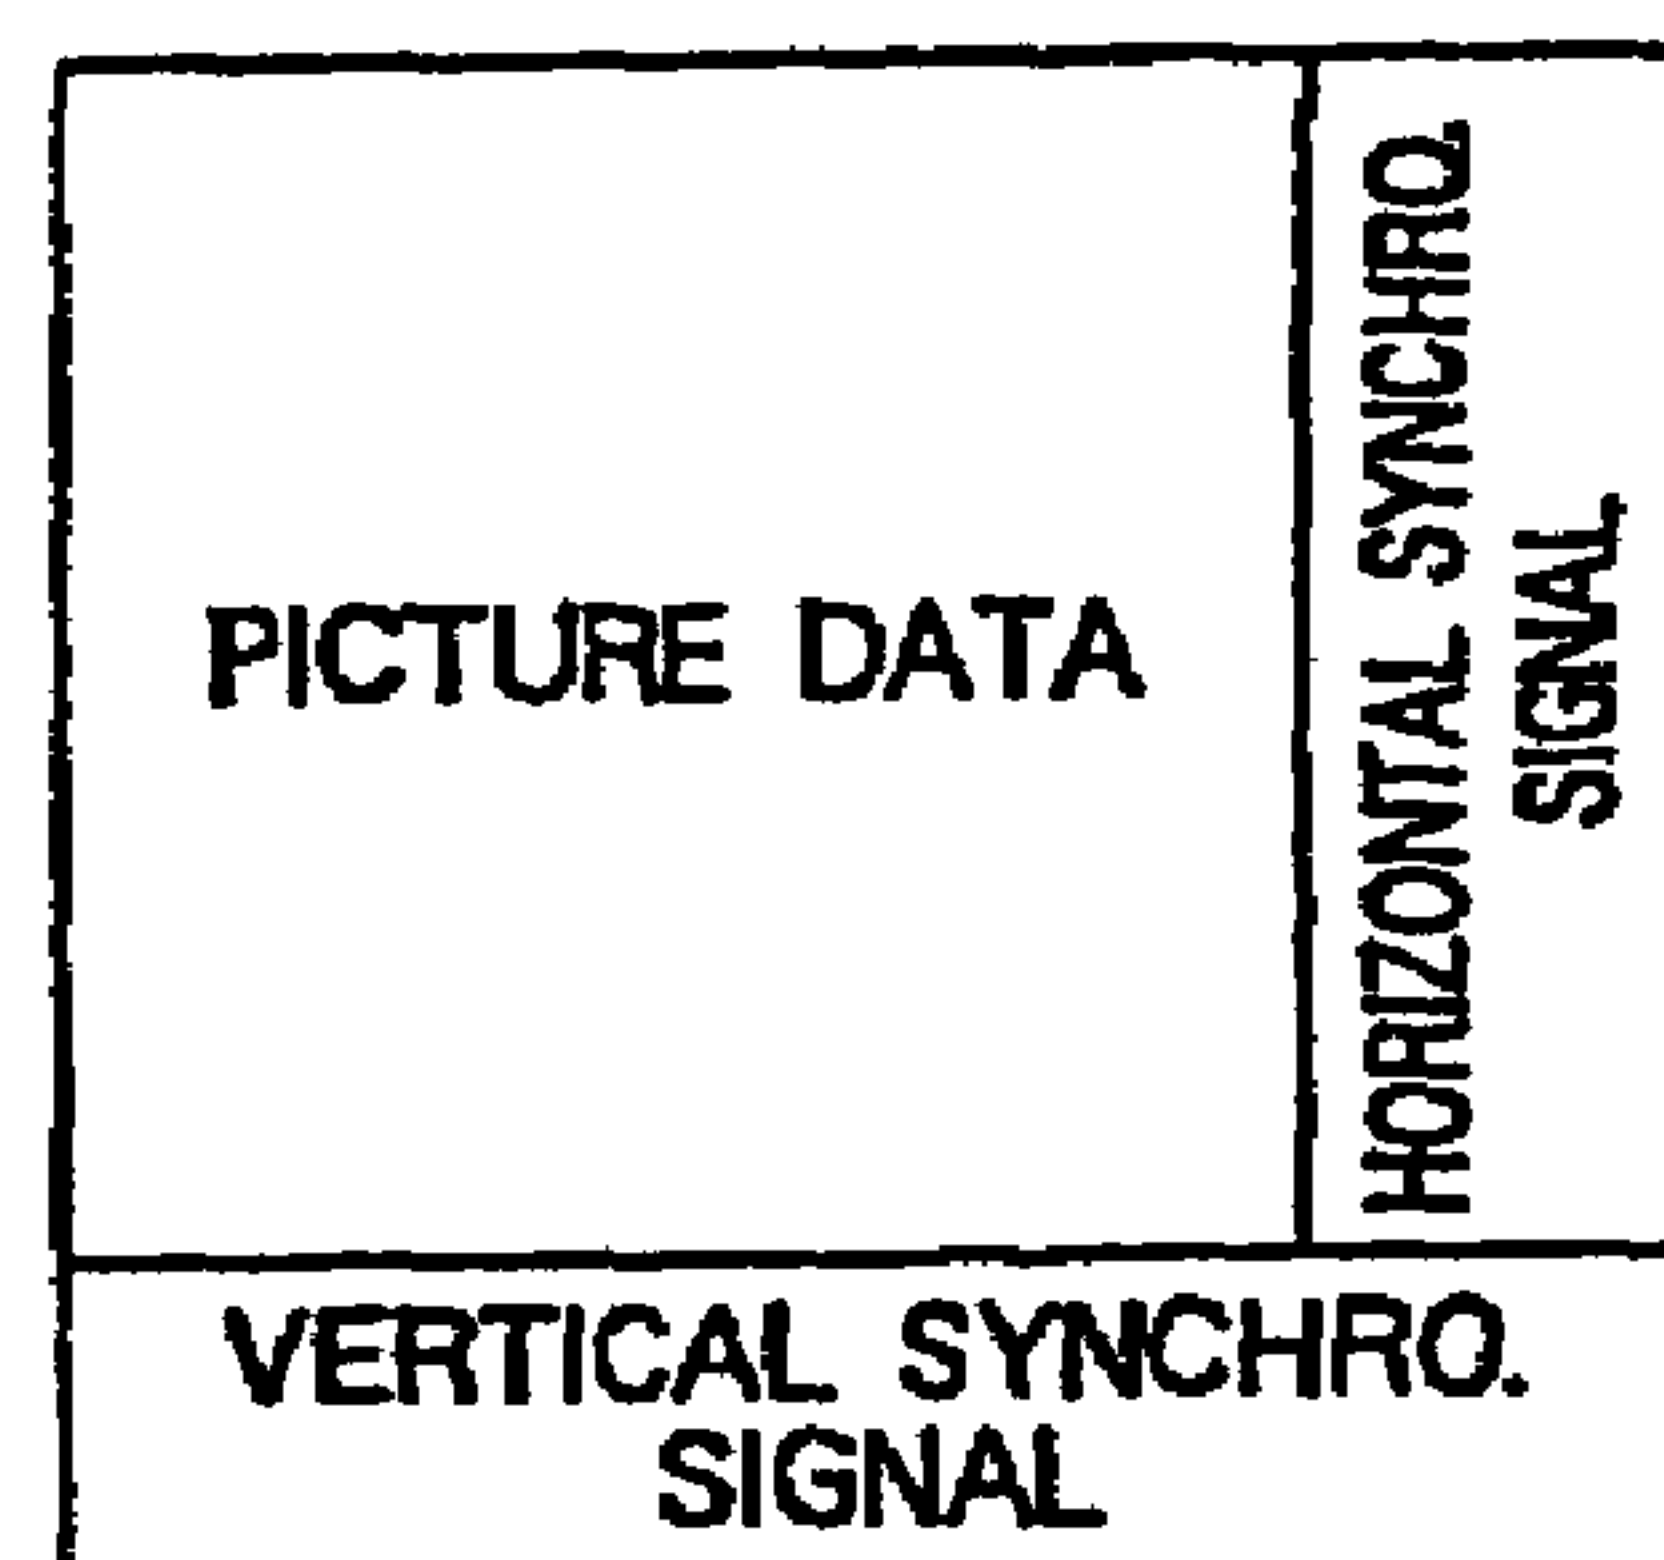 PICTURE DATA
HORIZONTAL SYNCHRO.
SIGNAL
VERTICAL SYNCHRO.
SIGNAL